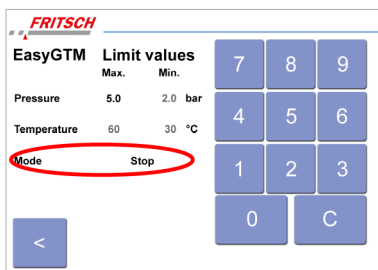 FRITSCH
EasyGTM Limit values
Max. Min.
Pressure 5.0 2.0 bar
Temperature 60 30 °C
Mode Stop
7 8 9
4 5 6
1 2 3
0 C
<